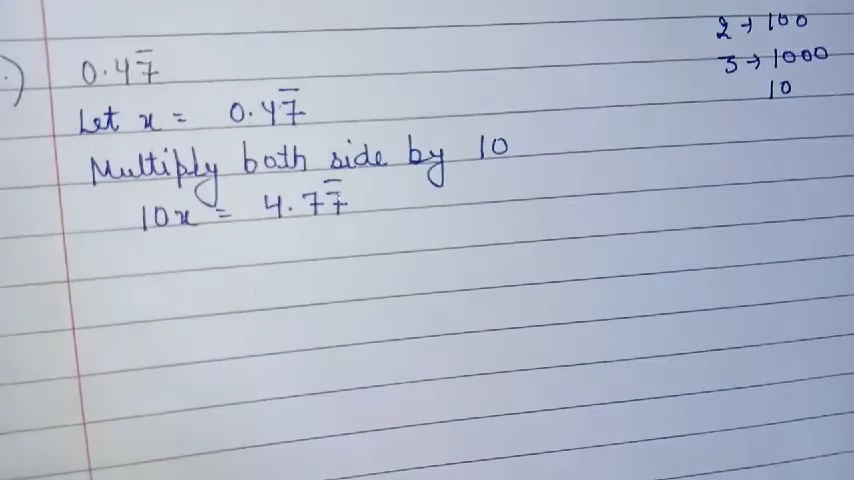 .)
0.47̅
Let x = 0.47̅
Multiply both side by 10
10x = 4.77̅
2 → 100
3 → 1000
10